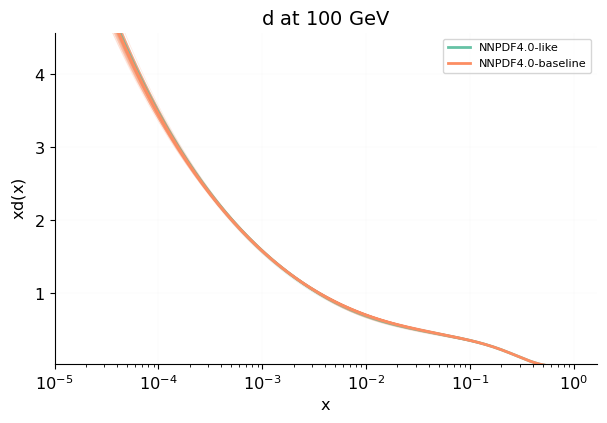 d at 100 GeV
NNPDF4.0-like
NNPDF4.0-baseline
xd(x)
4
3
2
1
10⁻⁵
10⁻⁴
10⁻³
10⁻²
10⁻¹
10⁰
x